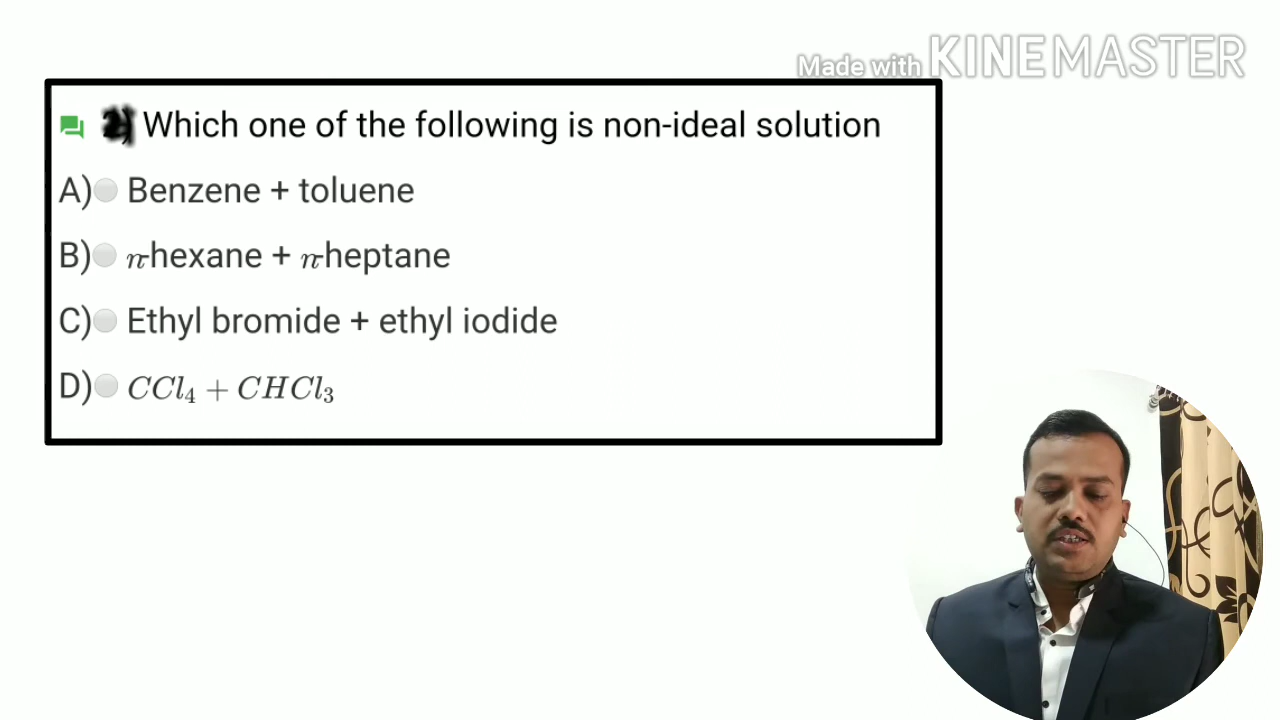 Made with KINEMASTER
2) Which one of the following is non-ideal solution
A) Benzene + toluene
B) n-hexane + n-heptane
C) Ethyl bromide + ethyl iodide
D) CCl₄ + CHCl₃